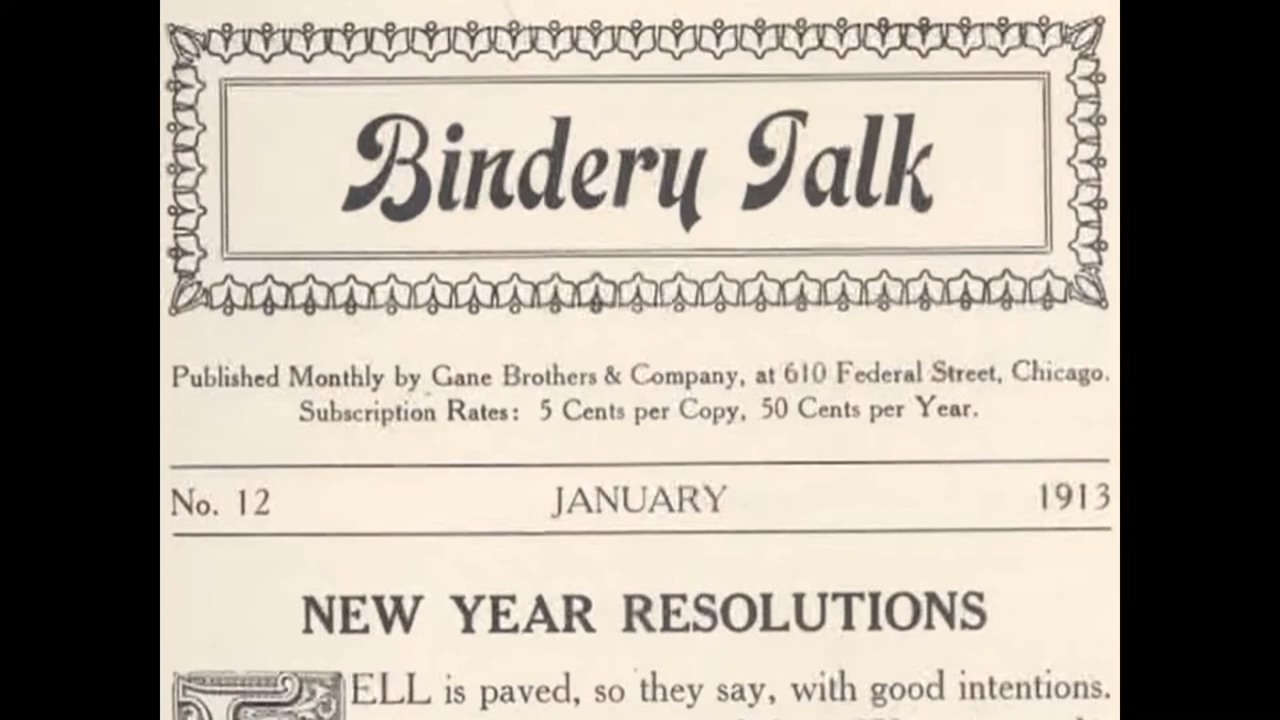 Bindery Talk
Published Monthly by Gane Brothers & Company, at 610 Federal Street, Chicago.
Subscription Rates: 5 Cents per Copy, 50 Cents per Year.
No. 12 JANUARY 1913
NEW YEAR RESOLUTIONS
ELL is paved, so they say, with good intentions.